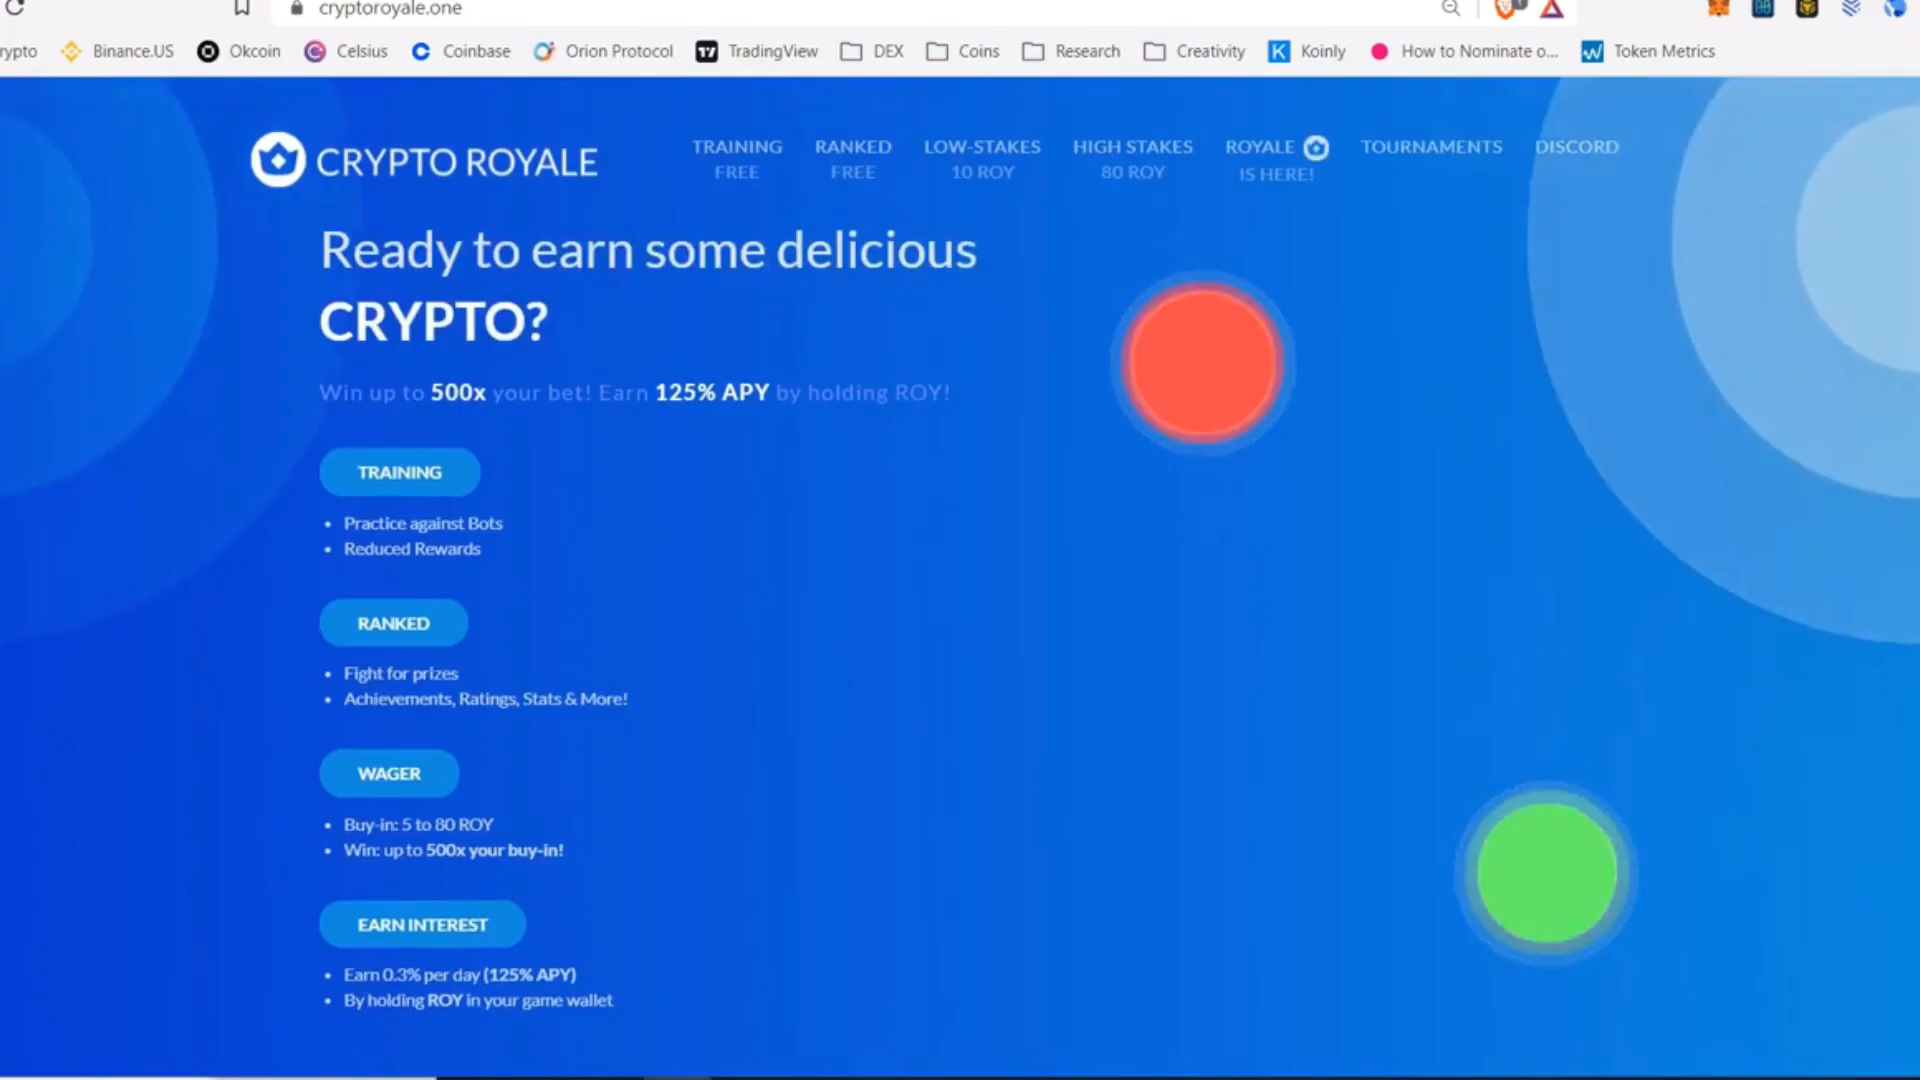 cryptoroyale.one
rypto Binance.US Okcoin Celsius Coinbase Orion Protocol TradingView DEX Coins Research Creativity Koinly How to Nominate o... Token Metrics
CRYPTO ROYALE
TRAINING FREE
RANKED FREE
LOW-STAKES 10 ROY
HIGH STAKES 80 ROY
ROYALE IS HERE!
TOURNAMENTS
DISCORD
Ready to earn some delicious
CRYPTO?
Win up to 500x your bet! Earn 125% APY by holding ROY!
TRAINING
• Practice against Bots
• Reduced Rewards
RANKED
• Fight for prizes
• Achievements, Ratings, Stats & More!
WAGER
• Buy-in: 5 to 80 ROY
• Win: up to 500x your buy-in!
EARN INTEREST
• Earn 0.3% per day (125% APY)
• By holding ROY in your game wallet